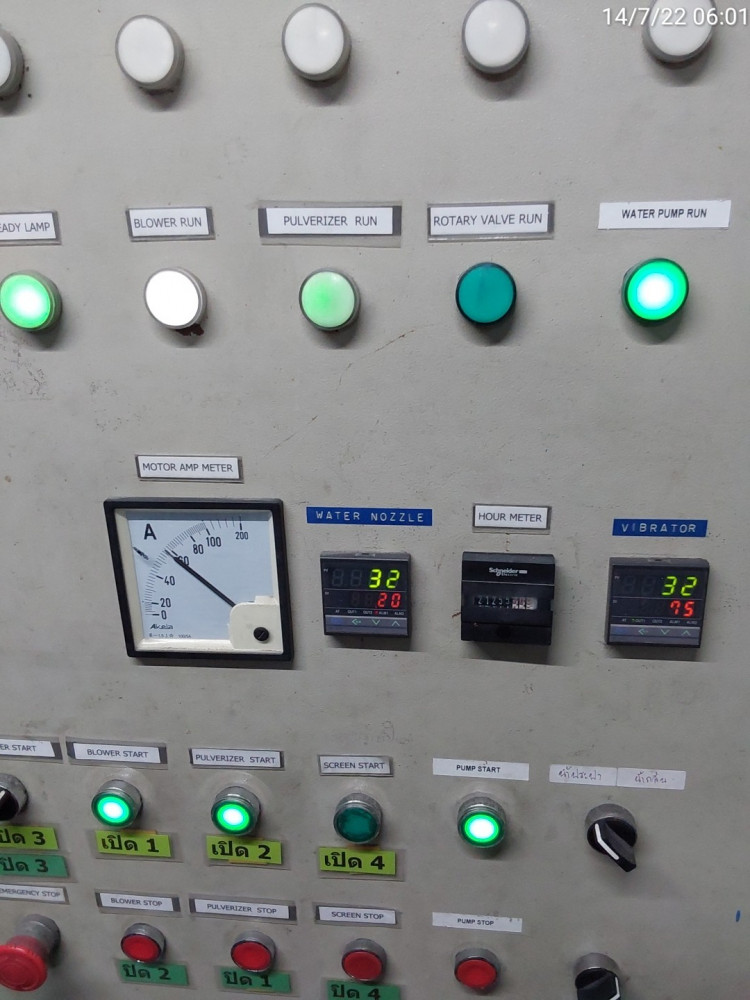 14/7/22 06:01
EADY LAMP
BLOWER RUN
PULVERIZER RUN
ROTARY VALVE RUN
WATER PUMP RUN
MOTOR AMP METER
WATER NOZZLE
HOUR METER
VIBRATOR
A
0
20
40
60
80
100
200
32
20
Schneider
32
75
ER START
BLOWER START
PULVERIZER START
SCREEN START
PUMP START
ปิด 3
เปิด 1
เปิด 2
เปิด 4
ปิด 3
EMERGENCY STOP
BLOWER STOP
PULVERIZER STOP
SCREEN STOP
PUMP STOP
ปิด 2
ปิด 1
ปิด 4